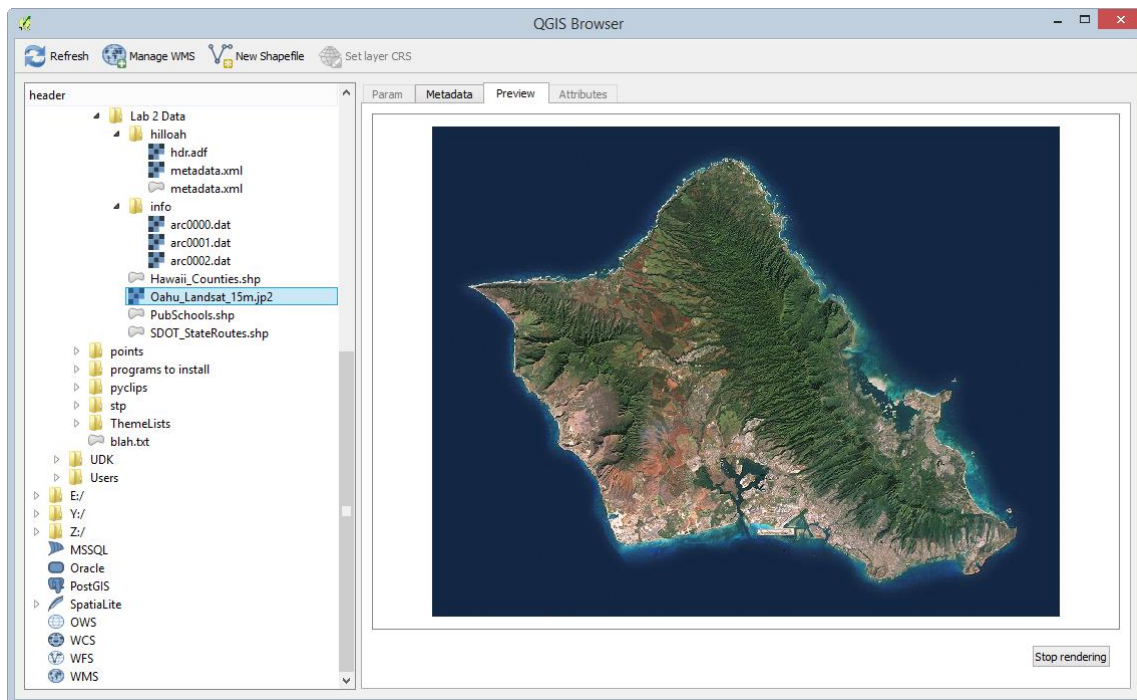 QGIS Browser
Refresh Manage WMS New Shapefile Set layer CRS
header
Param Metadata Preview Attributes
Lab 2 Data
hilloah
hdr.adf
metadata.xml
metadata.xml
info
arc0000.dat
arc0001.dat
arc0002.dat
Hawaii_Counties.shp
Oahu_Landsat_15m.jp2
PubSchools.shp
SDOT_StateRoutes.shp
points
programs to install
pyclips
stp
ThemeLists
blah.txt
UDK
Users
E:/
Y:/
Z:/
MSSQL
Oracle
PostGIS
SpatiaLite
OWS
WCS
WFS
WMS
Stop rendering